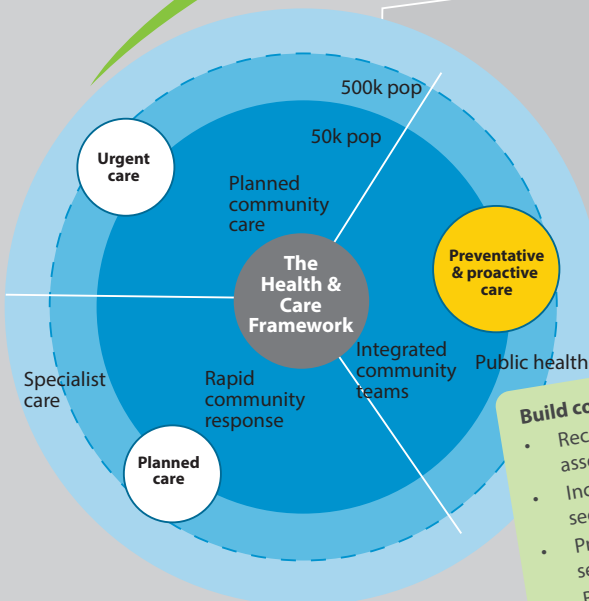 500k pop
50k pop
Urgent
care
Planned
community
care
The
Health &
Care
Framework
Preventative
& proactive
care
Integrated
community
teams
Public health
Specialist
care
Rapid
community
response
Planned
care
Build
•
•
•